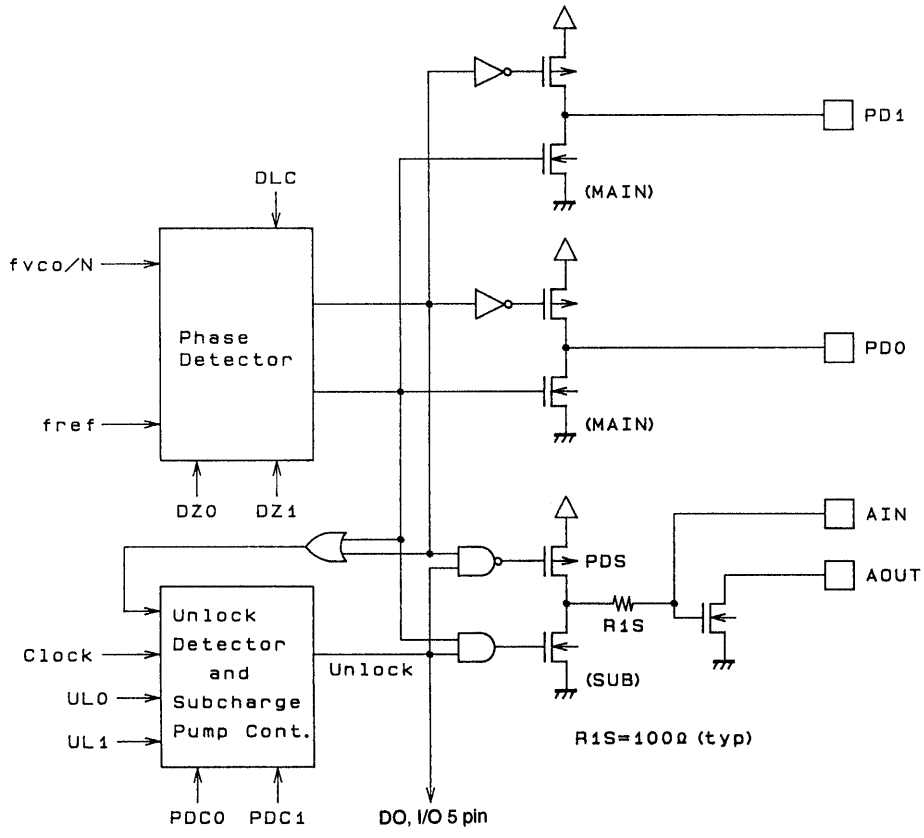 PD1
(MAIN)
DLC
fvco/N
Phase
Detector
PD0
fref
(MAIN)
DZ0
DZ1
AIN
PDS
AOUT
R1S
Unlock
Detector
and
Subcharge
Pump Cont.
Clock
Unlock
UL0
UL1
(SUB)
R1S=100Ω (typ)
PDC0
PDC1
DO, I/O 5 pin